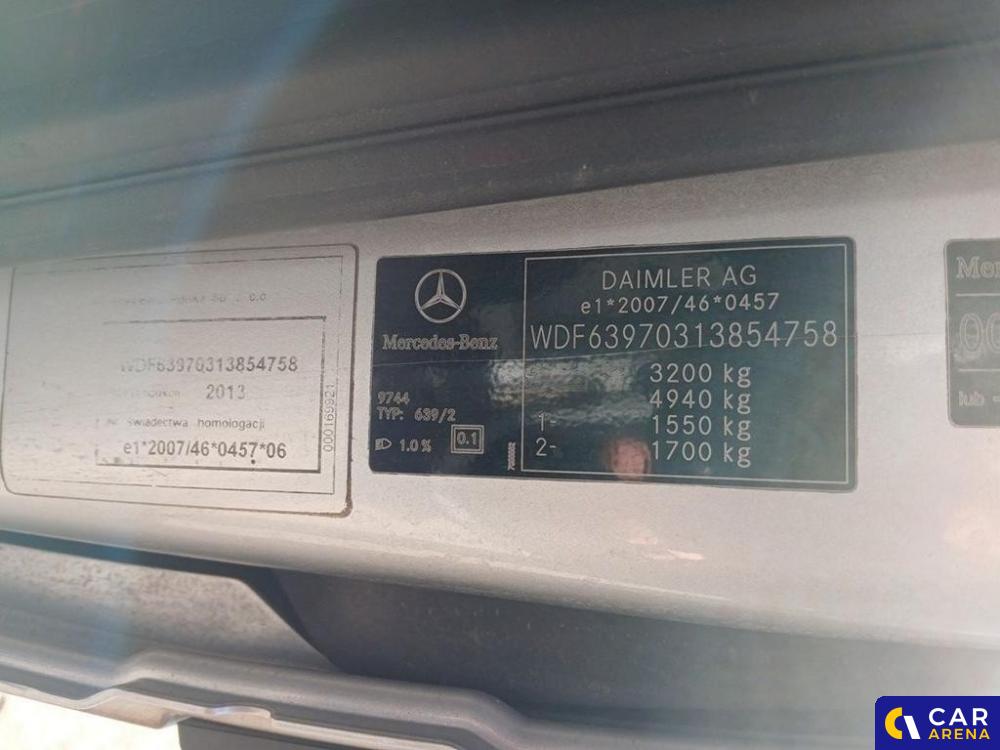 WDF63970313854758
2013
świadectwa homologacji
e1*2007/46*0457*06
000169921
Mercedes-Benz
9744
TYP: 639/2
1.0 %
0.1
DAIMLER AG
e1*2007/46*0457
WDF63970313854758
3200 kg
4940 kg
1- 1550 kg
2- 1700 kg
lub
CAR
ARENA